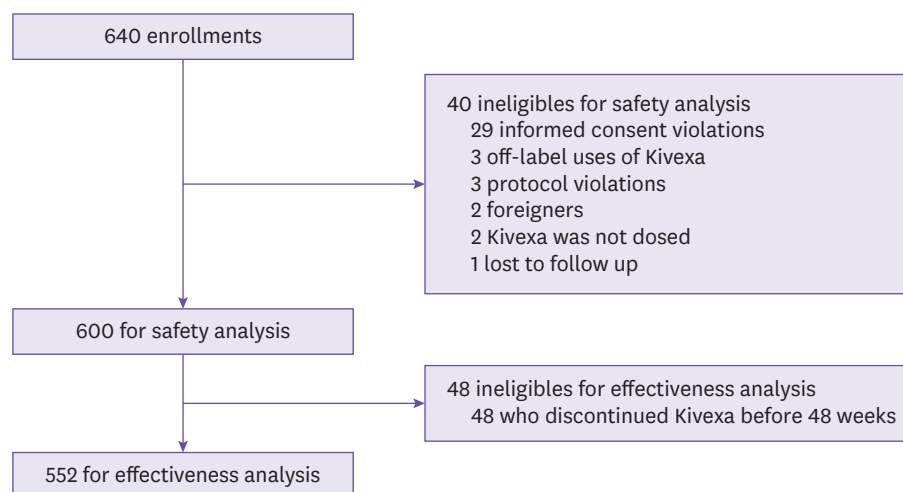 640 enrollments
40 ineligibles for safety analysis
29 informed consent violations
3 off-label uses of Kivexa
3 protocol violations
2 foreigners
2 Kivexa was not dosed
1 lost to follow up
600 for safety analysis
48 ineligibles for effectiveness analysis
48 who discontinued Kivexa before 48 weeks
552 for effectiveness analysis